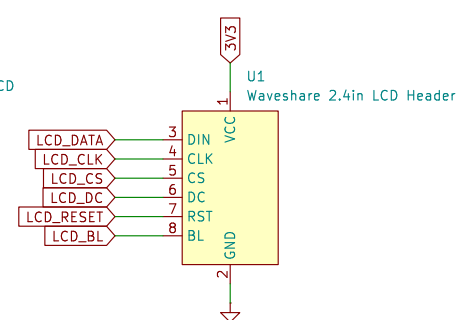 3V3
U1
CD
Waveshare 2.4in LCD Header
1
VCC
LCD_DATA 3 DIN
LCD_CLK 4 CLK
LCD_CS 5 CS
LCD_DC 6 DC
LCD_RESET 7 RST
LCD_BL 8 BL
GND
2